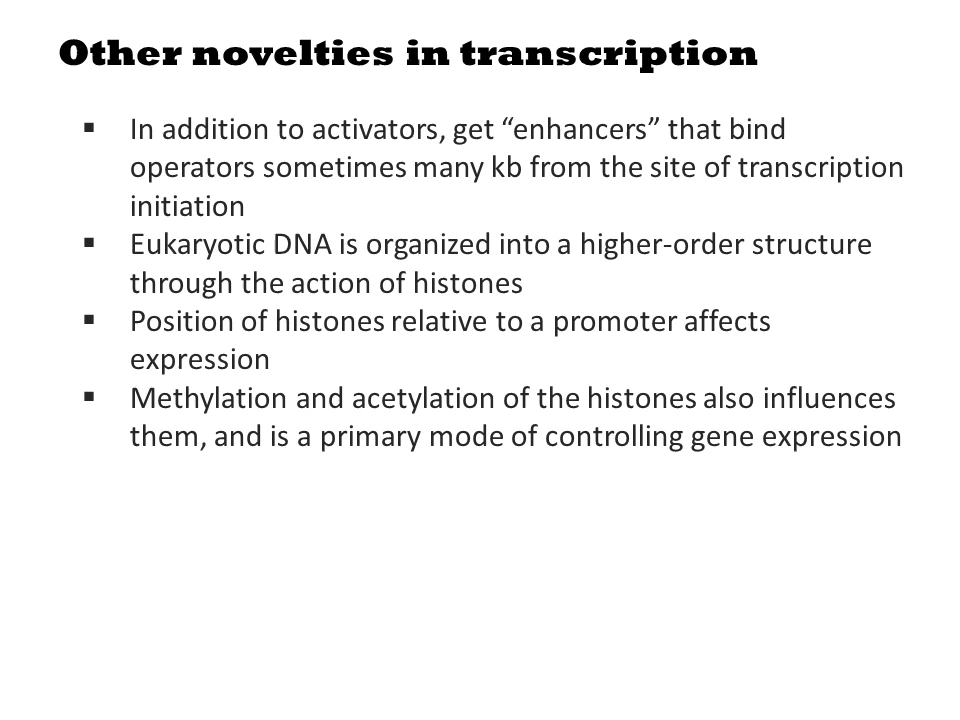 Other novelties in transcription
▪ In addition to activators, get “enhancers” that bind
operators sometimes many kb from the site of transcription
initiation
▪ Eukaryotic DNA is organized into a higher-order structure
through the action of histones
▪ Position of histones relative to a promoter affects
expression
▪ Methylation and acetylation of the histones also influences
them, and is a primary mode of controlling gene expression